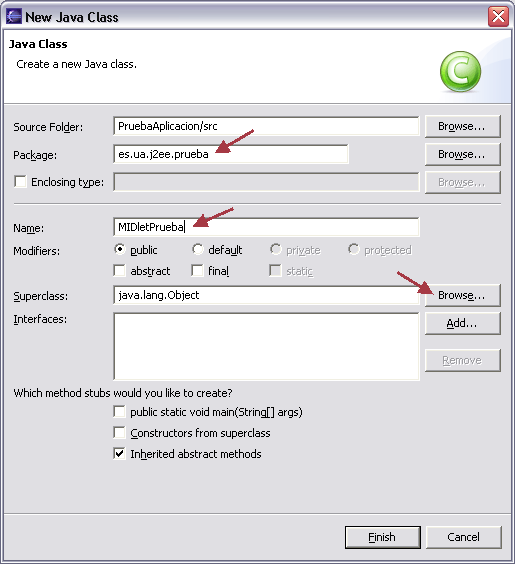 New Java Class
Java Class
Create a new Java class.
C
Source Folder: PruebaAplicacion/src Browse...
Package: es.ua.j2ee.prueba Browse...
Enclosing type: Browse...
Name: MIDletPrueba
Modifiers: public default private protected
abstract final static
Superclass: java.lang.Object Browse...
Interfaces: Add...
Remove
Which method stubs would you like to create?
public static void main(String[] args)
Constructors from superclass
Inherited abstract methods
Finish Cancel